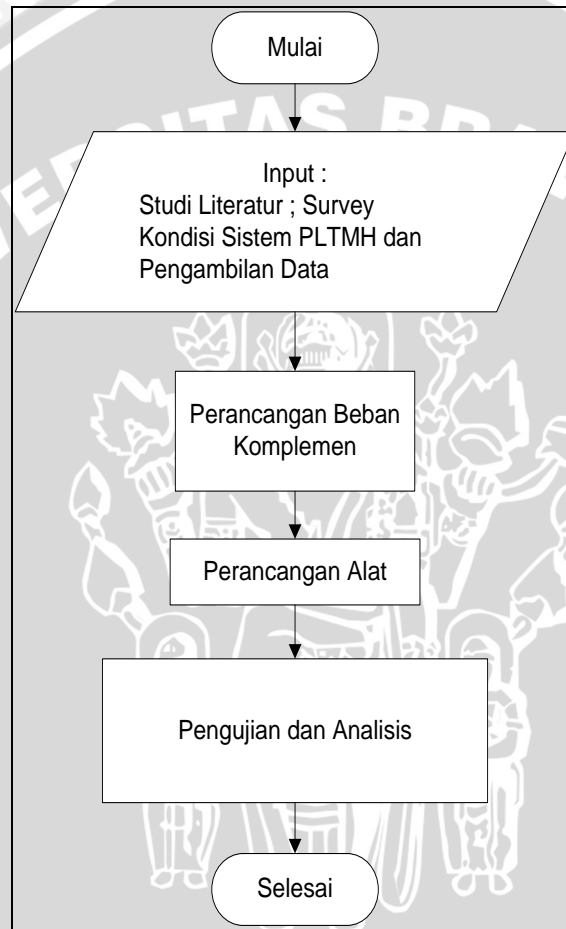 Mulai
Input :
Studi Literatur ; Survey
Kondisi Sistem PLTMH dan
Pengambilan Data
Perancangan Beban
Komplemen
Perancangan Alat
Pengujian dan Analisis
Selesai